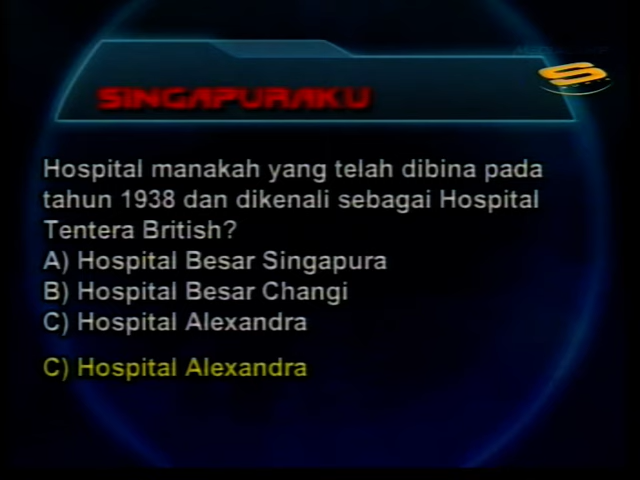 SINGAPURAKU
Hospital manakah yang telah dibina pada
tahun 1938 dan dikenali sebagai Hospital
Tentera British?
A) Hospital Besar Singapura
B) Hospital Besar Changi
C) Hospital Alexandra
C) Hospital Alexandra